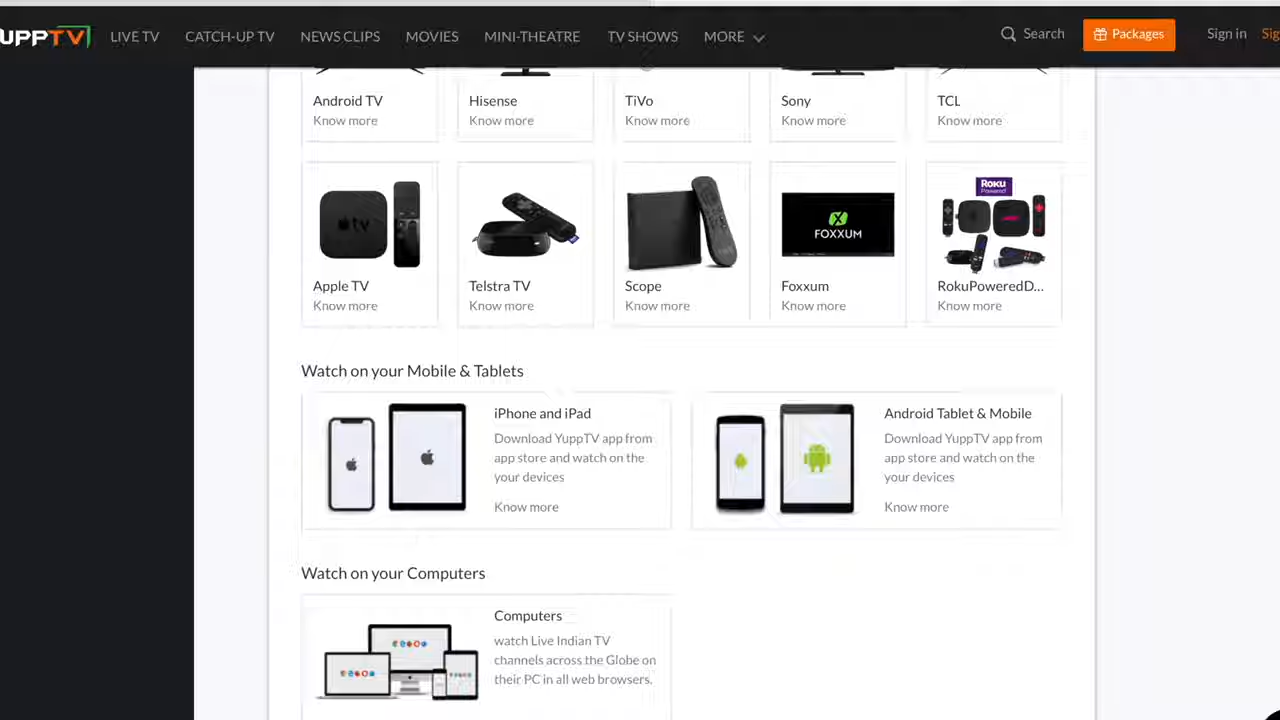 UPPTV LIVE TV CATCH-UP TV NEWS CLIPS MOVIES MINI-THEATRE TV SHOWS MORE Search Packages Sign in
Android TV Hisense TiVo Sony TCL
Know more Know more Know more Know more Know more
tv FOXXUM Roku Powered
Apple TV Telstra TV Scope Foxxum RokuPoweredD...
Know more Know more Know more Know more Know more
Watch on your Mobile & Tablets
iPhone and iPad
Download YuppTV app from
app store and watch on the
your devices
Know more
Android Tablet & Mobile
Download YuppTV app from
app store and watch on the
your devices
Know more
Watch on your Computers
Computers
watch Live Indian TV
channels across the Globe on
their PC in all web browsers.